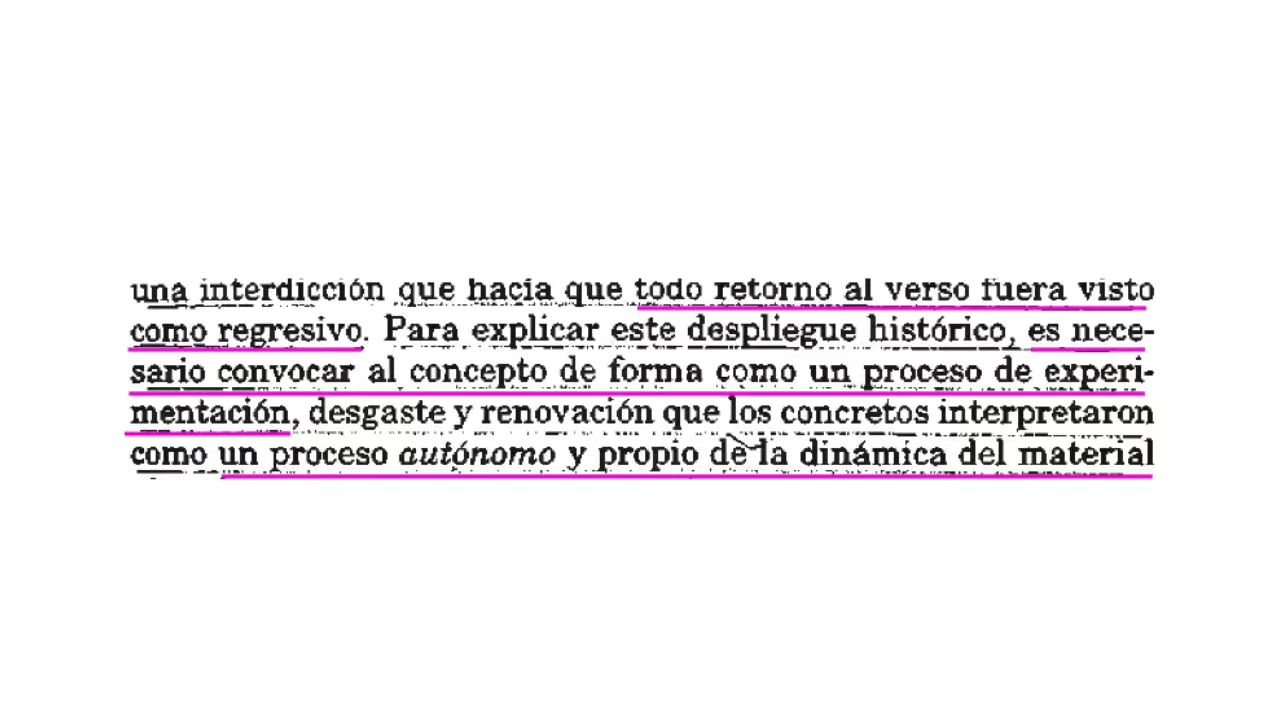 una interdicción que hacía que todo retorno al verso fuera visto
como regresivo. Para explicar este despliegue histórico, es nece-
sario convocar al concepto de forma como un proceso de experi-
mentación, desgaste y renovación que los concretos interpretaron
como un proceso autónomo y propio de la dinámica del material